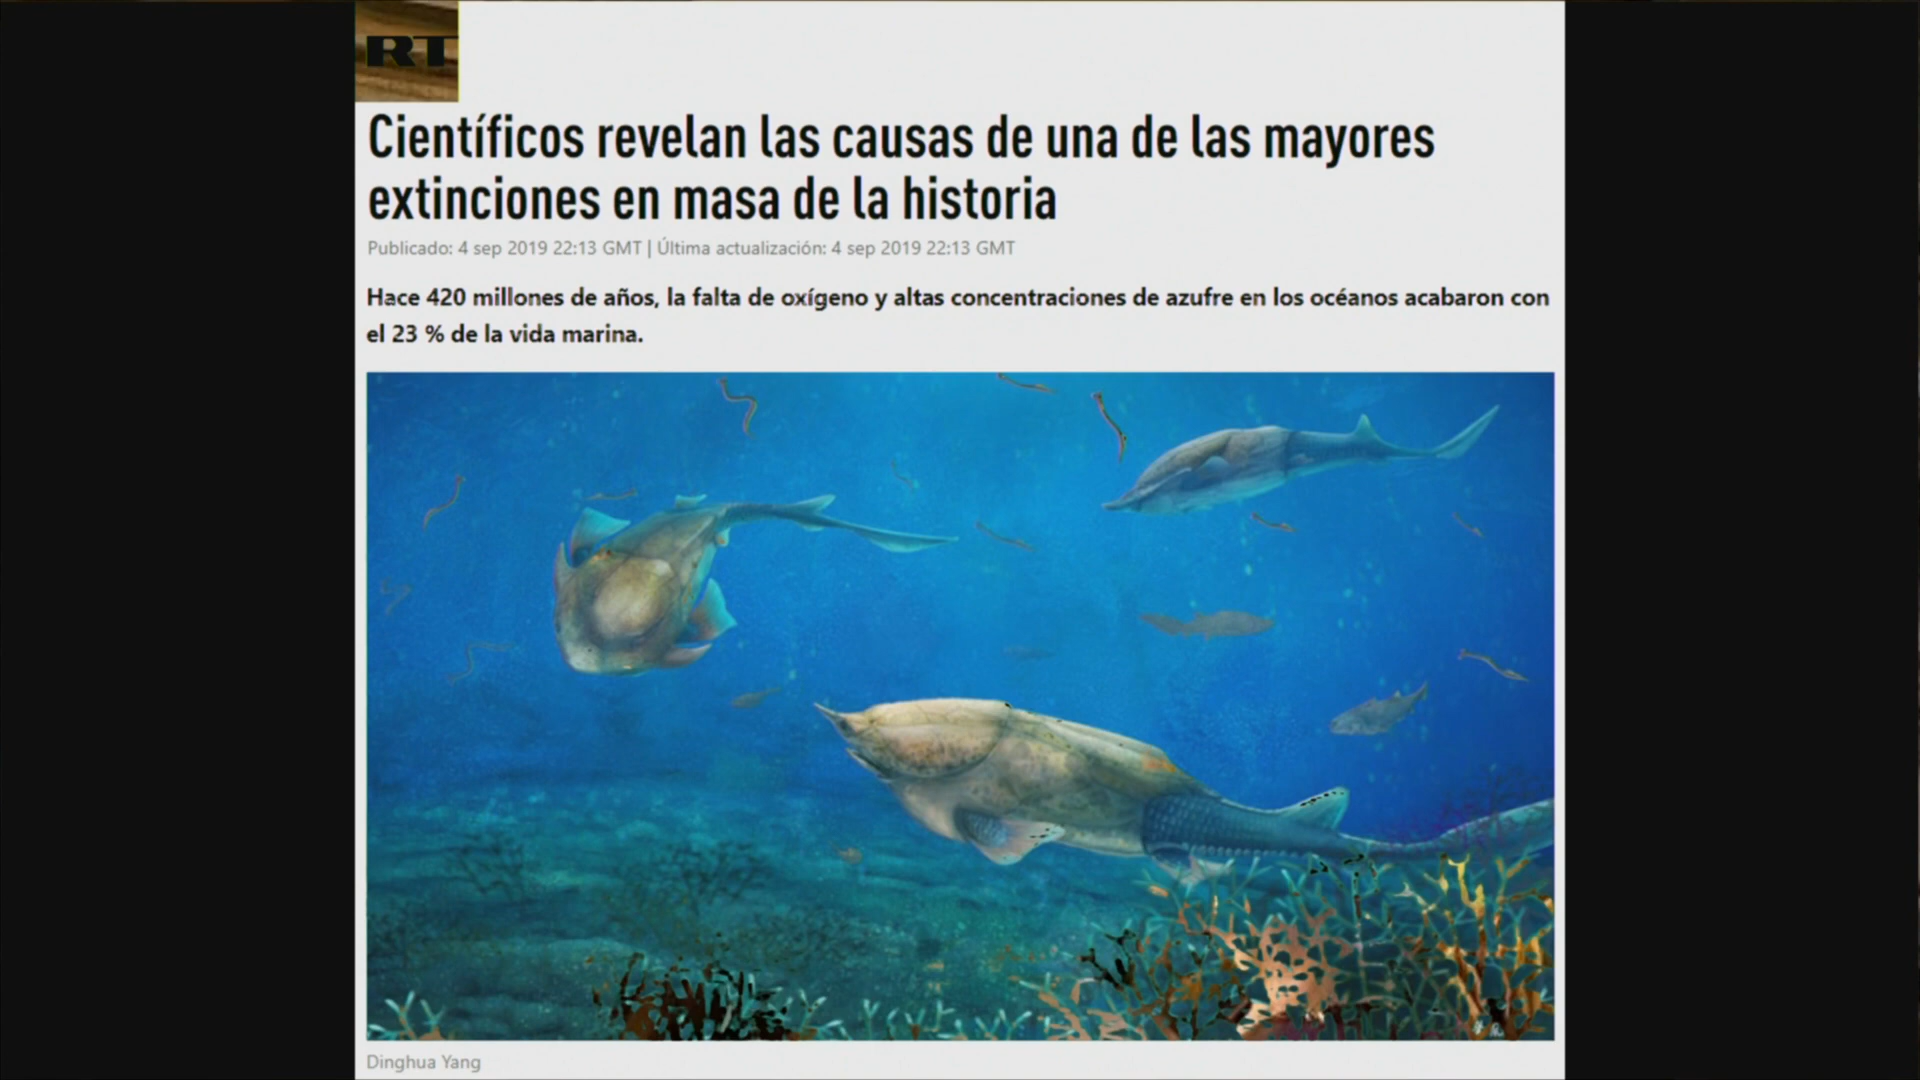 RT
Científicos revelan las causas de una de las mayores
extinciones en masa de la historia
Publicado: 4 sep 2019 22:13 GMT | Última actualización: 4 sep 2019 22:13 GMT
Hace 420 millones de años, la falta de oxígeno y altas concentraciones de azufre en los océanos acabaron con
el 23 % de la vida marina.
Dinghua Yang